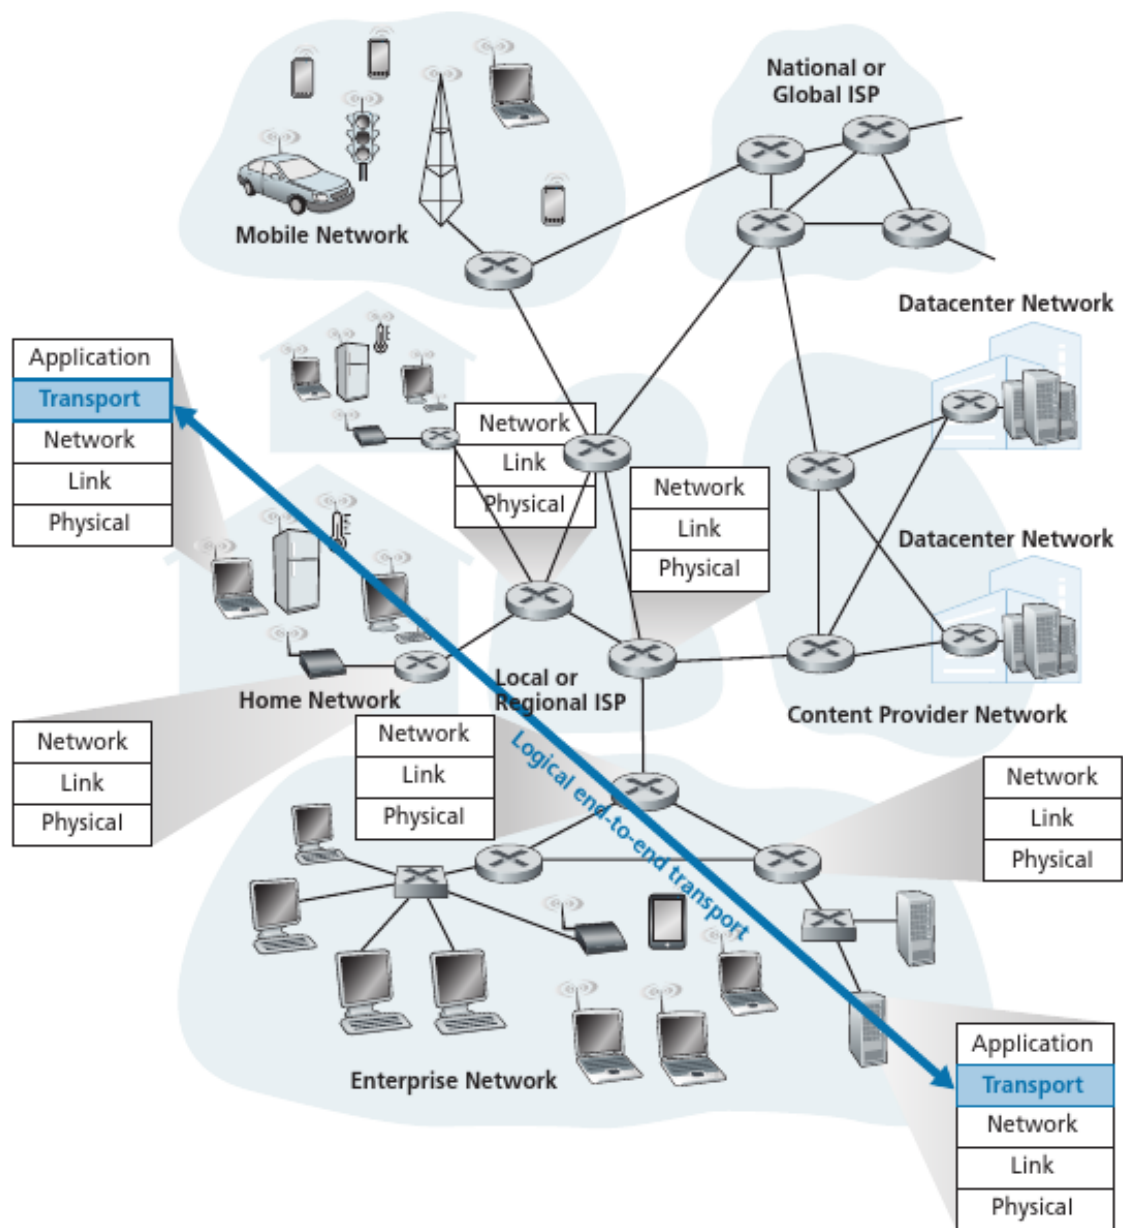 National or
Global ISP
Mobile Network
Datacenter Network
Application
Transport
Network
Link
Physical
Network
Link
Physical
Network
Link
Physical
Datacenter Network
Home Network
Local or
Regional ISP
Content Provider Network
Network
Link
Physical
Network
Link
Physical
Logical end-to-end transport
Network
Link
Physical
Enterprise Network
Application
Transport
Network
Link
Physical